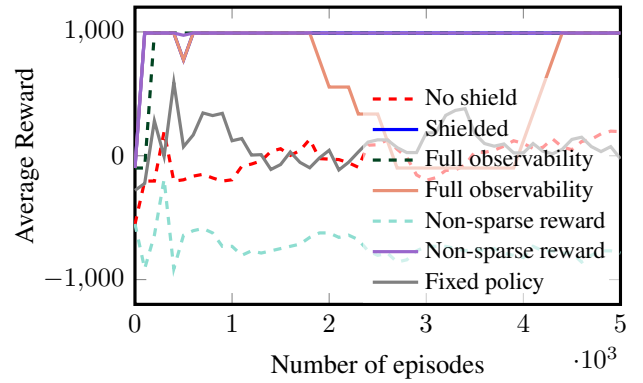 1,000
0
−1,000
Average Reward
No shield
Shielded
Full observability
Full observability
Non-sparse reward
Non-sparse reward
Fixed policy
0 1 2 3 4 5
Number of episodes
·10³